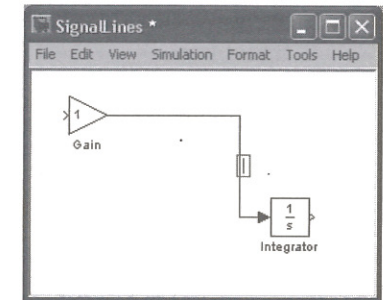 SignalLines *
File Edit View Simulation Format Tools Help
1
Gain
1
s
Integrator